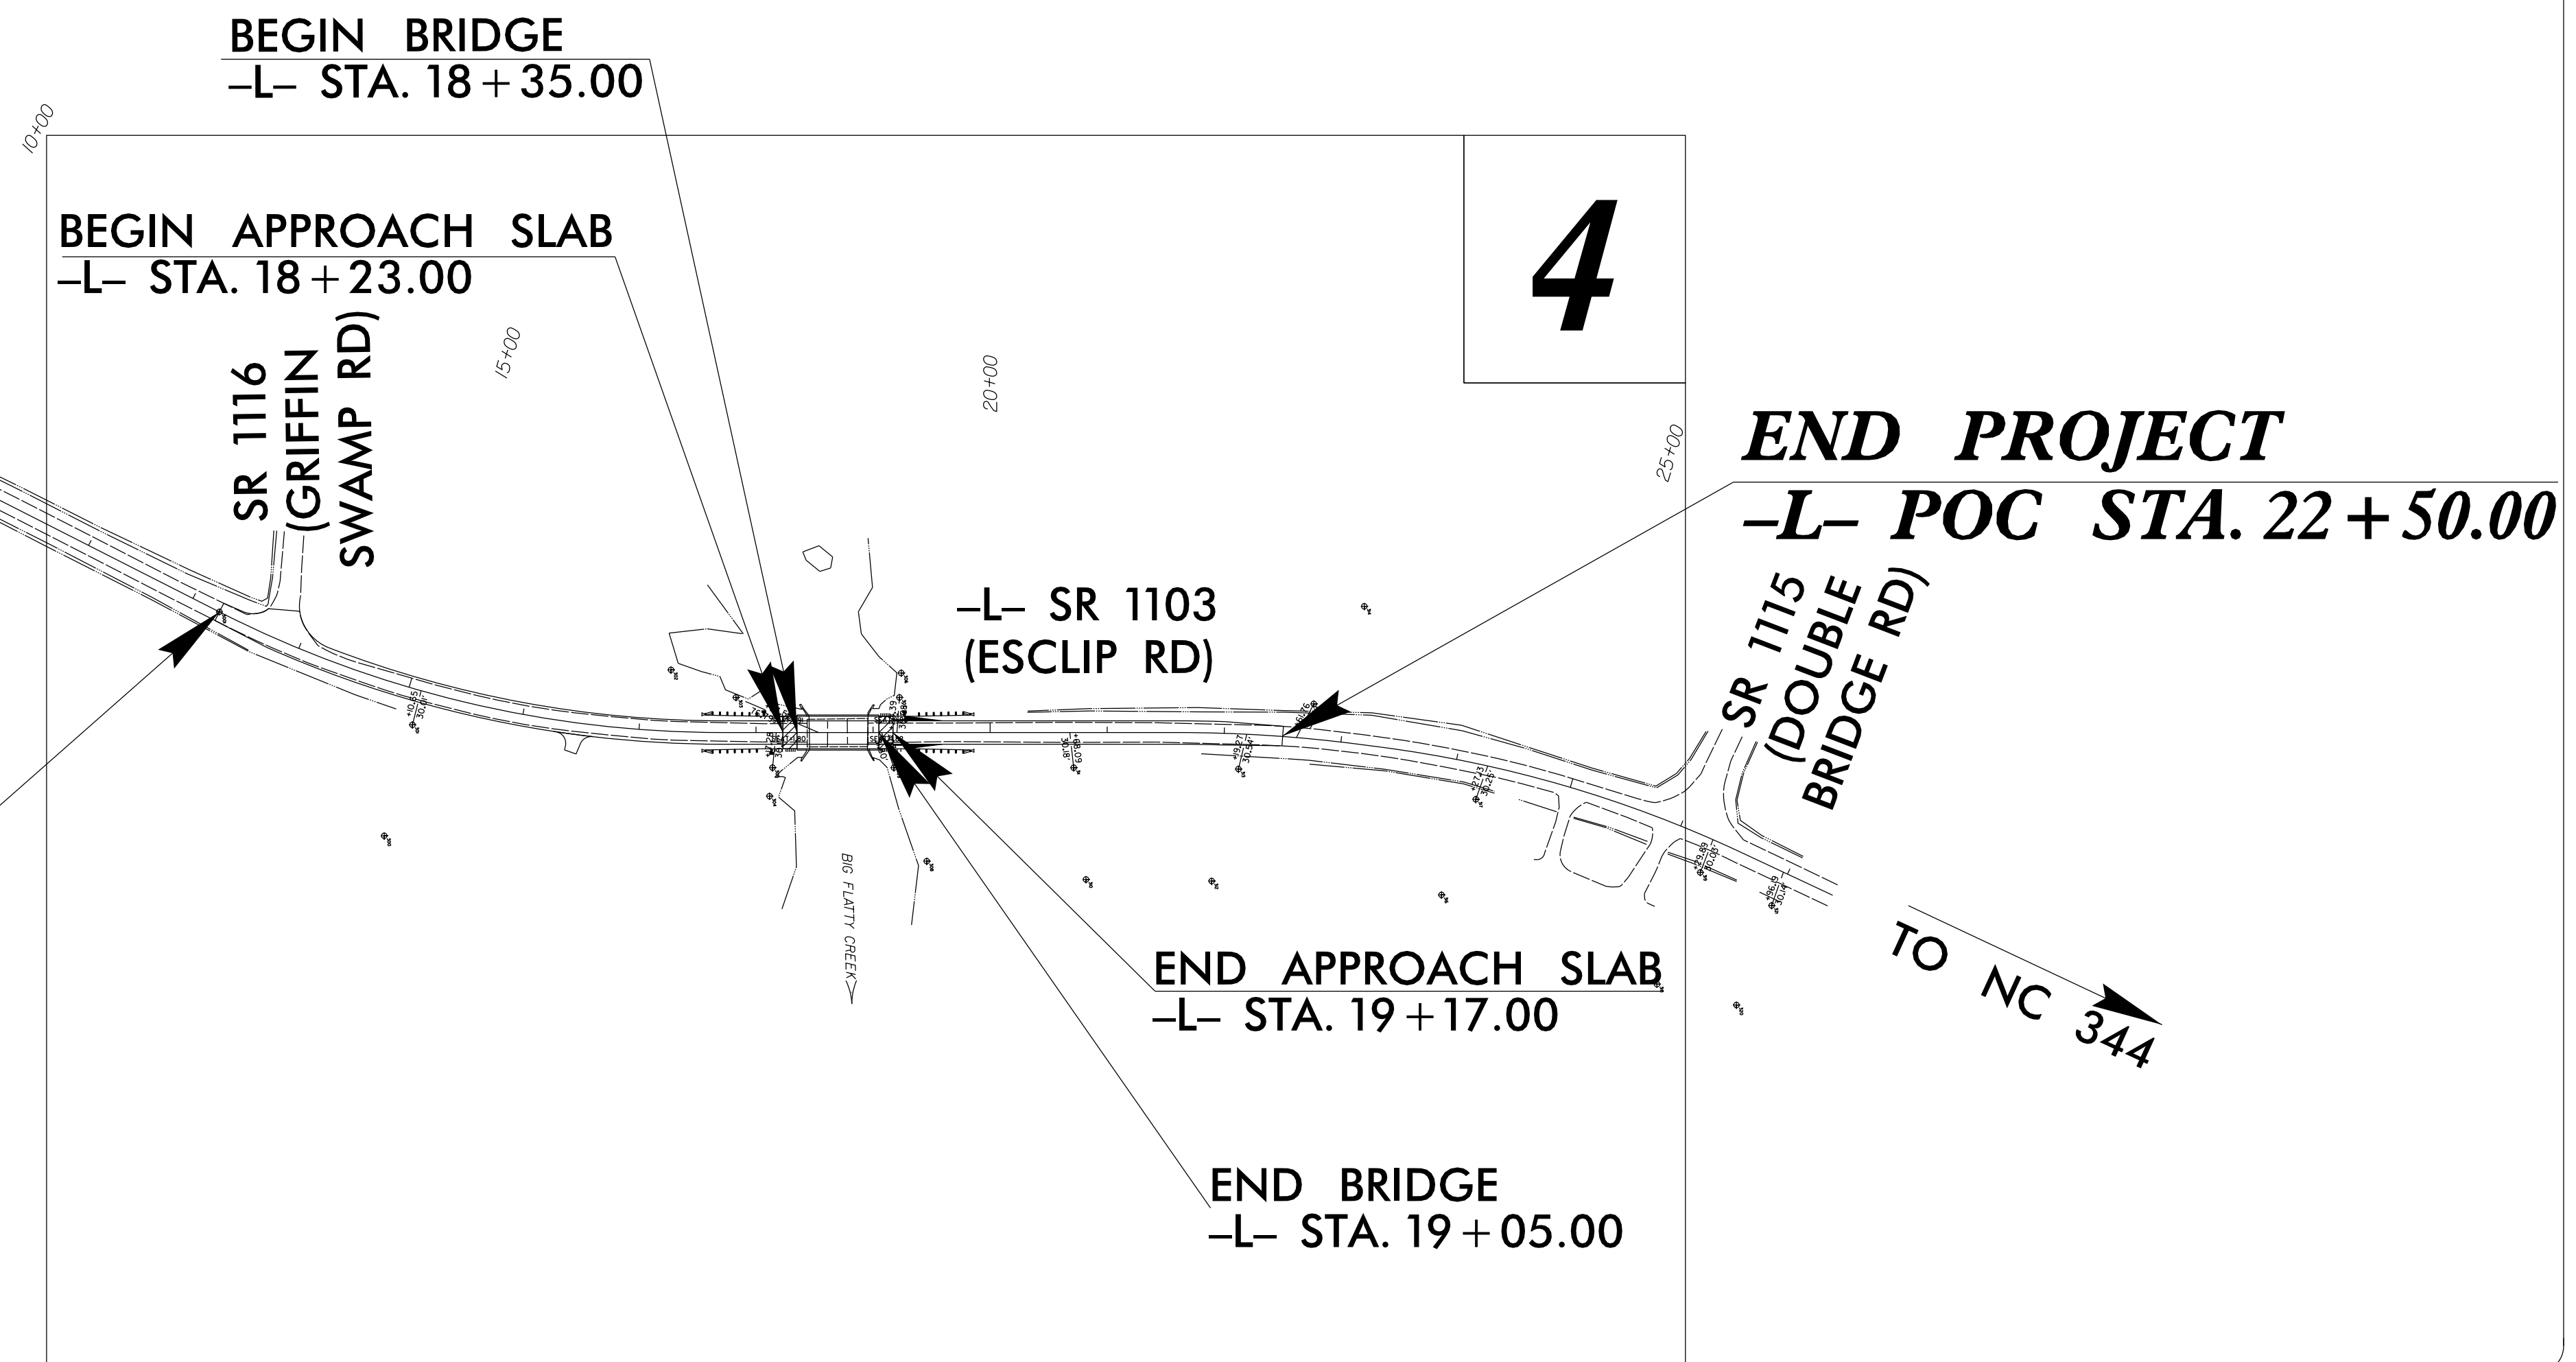 BEGIN BRIDGE
–L– STA. 18+35.00
10+00
BEGIN APPROACH SLAB
–L– STA. 18+23.00
4
SR 1116
(GRIFFIN
SWAMP RD)
15+00
20+00
25+00
END PROJECT
–L– POC STA. 22+50.00
–L– SR 1103
(ESCLIP RD)
SR 1115
(DOUBLE
BRIDGE RD)
BIG FLATTY CREEK
TO NC 344
END APPROACH SLAB
–L– STA. 19+17.00
END BRIDGE
–L– STA. 19+05.00